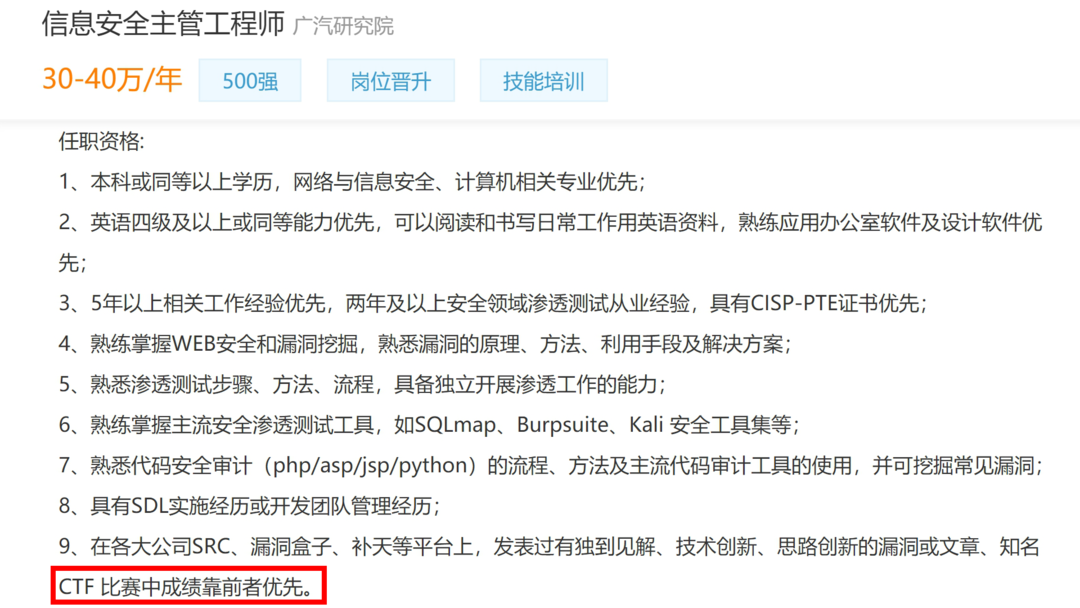 信息安全主管工程师 广汽研究院
30-40万/年 500强 岗位晋升 技能培训
任职资格:
1、本科或同等以上学历，网络与信息安全、计算机相关专业优先；
2、英语四级及以上或同等能力优先，可以阅读和书写日常工作用英语资料，熟练应用办公室软件及设计软件优
先；
3、5年以上相关工作经验优先，两年及以上安全领域渗透测试从业经验，具有CISP-PTE证书优先；
4、熟练掌握WEB安全和漏洞挖掘，熟悉漏洞的原理、方法、利用手段及解决方案；
5、熟悉渗透测试步骤、方法、流程，具备独立开展渗透工作的能力；
6、熟练掌握主流安全渗透测试工具，如SQLmap、Burpsuite、Kali 安全工具集等；
7、熟悉代码安全审计（php/asp/jsp/python）的流程、方法及主流代码审计工具的使用，并可挖掘常见漏洞；
8、具有SDL实施经历或开发团队管理经历；
9、在各大公司SRC、漏洞盒子、补天等平台上，发表过有独到见解、技术创新、思路创新的漏洞或文章、知名
CTF 比赛中成绩靠前者优先。